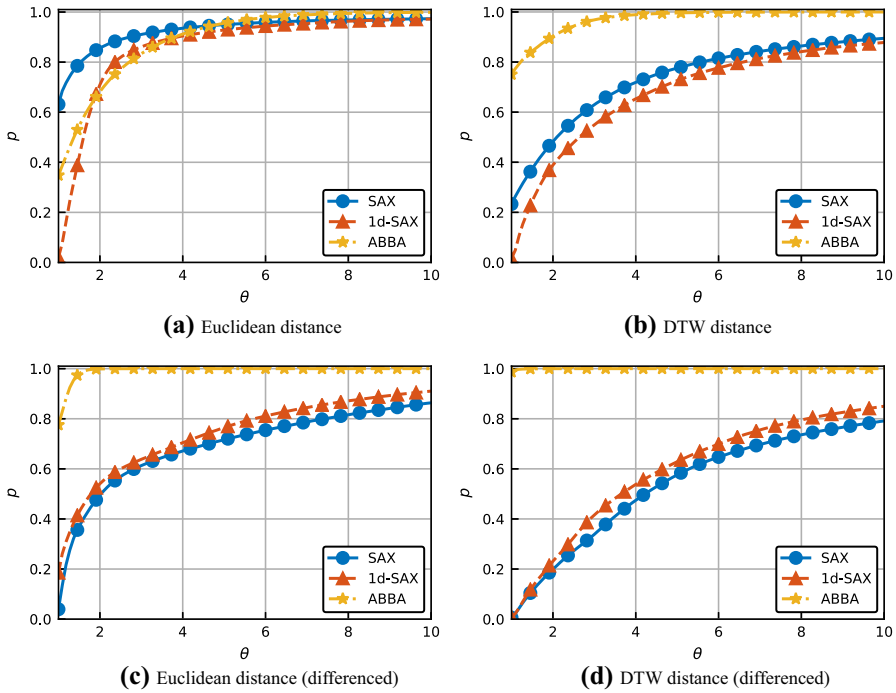 1.0
0.8
0.6
0.4
0.2
0.0
p
2 4 6 8 10
θ
SAX
1d-SAX
ABBA
(a) Euclidean distance
1.0
0.8
0.6
0.4
0.2
0.0
p
2 4 6 8 10
θ
SAX
1d-SAX
ABBA
(b) DTW distance
1.0
0.8
0.6
0.4
0.2
0.0
p
2 4 6 8 10
θ
SAX
1d-SAX
ABBA
(c) Euclidean distance (differenced)
1.0
0.8
0.6
0.4
0.2
0.0
p
2 4 6 8 10
θ
SAX
1d-SAX
ABBA
(d) DTW distance (differenced)